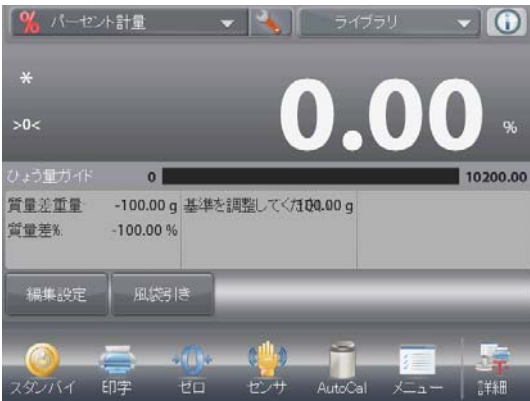 % パーセント計量 ライブラリ
*
>0<
0.00 %
ひょう量ガイド 0 10200.00
質量差重量 -100.00 g 基準を調整してください 100.00 g
質量差% -100.00 %
編集設定 風袋引き
スタンバイ 印字 ゼロ センサ AutoCal メニュー 詳細